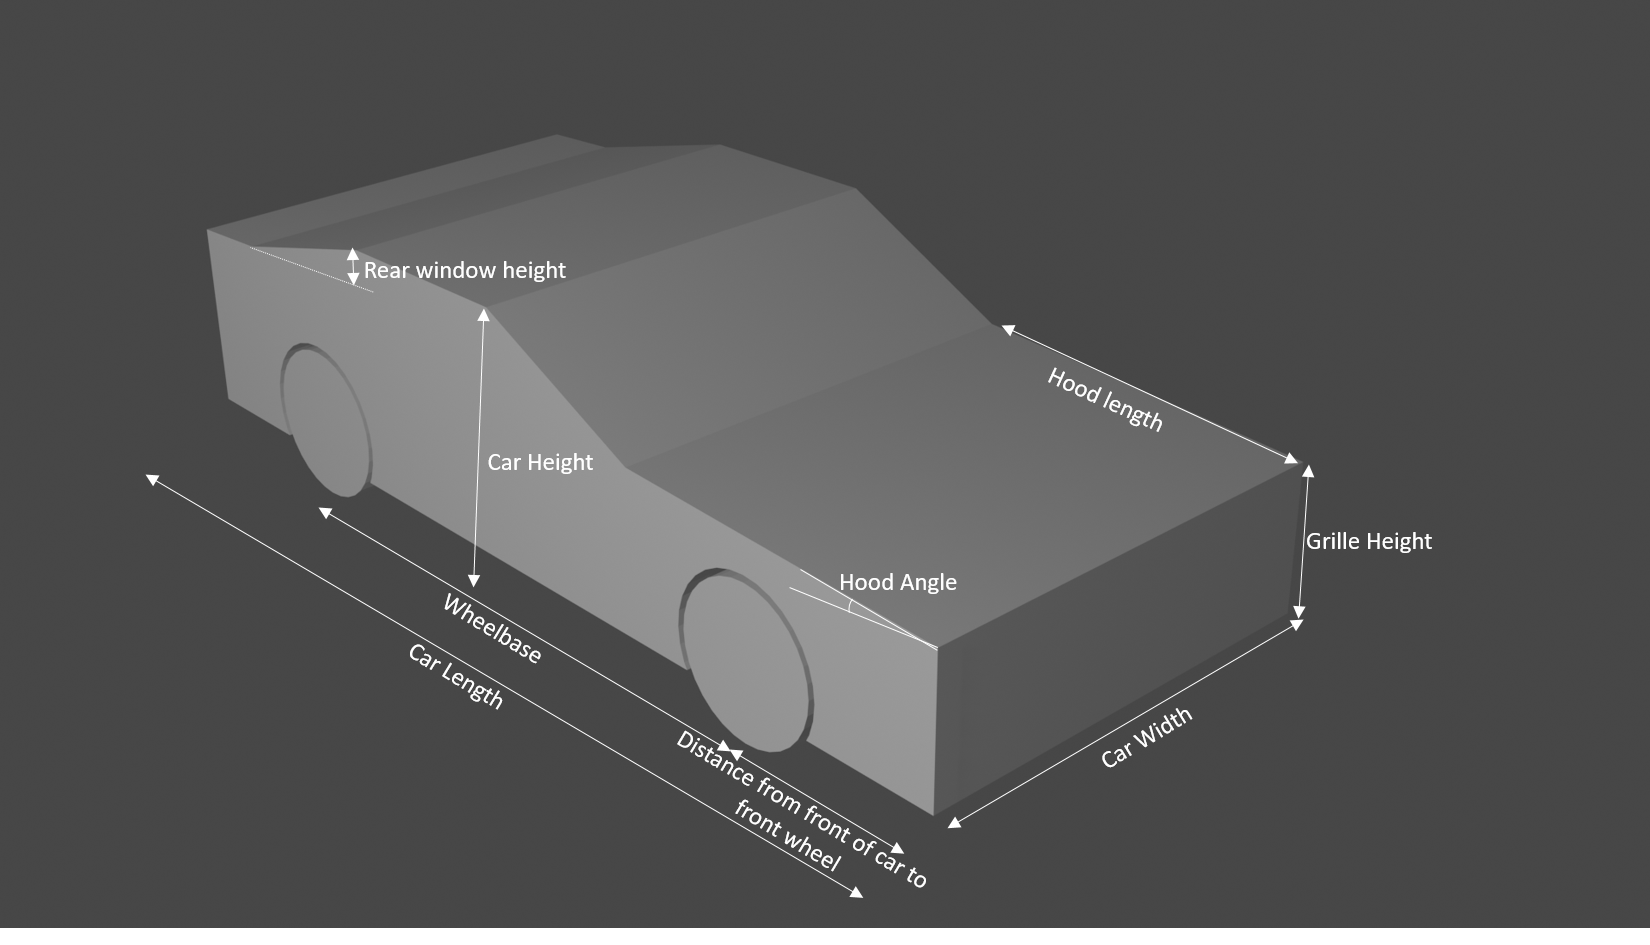 Rear window height
Hood length
Car Height
Grille Height
Hood Angle
Wheelbase
Car Length
Car Width
Distance from front of car to
front wheel